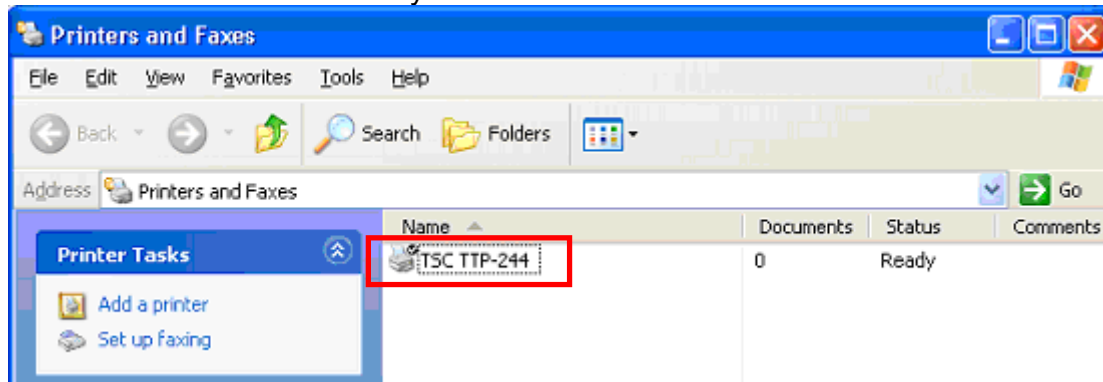 Printers and Faxes
File Edit View Favorites Tools Help
Back Search Folders
Address Printers and Faxes Go
Name Documents Status Comments
Printer Tasks
TSC TTP-244 0 Ready
Add a printer
Set up faxing